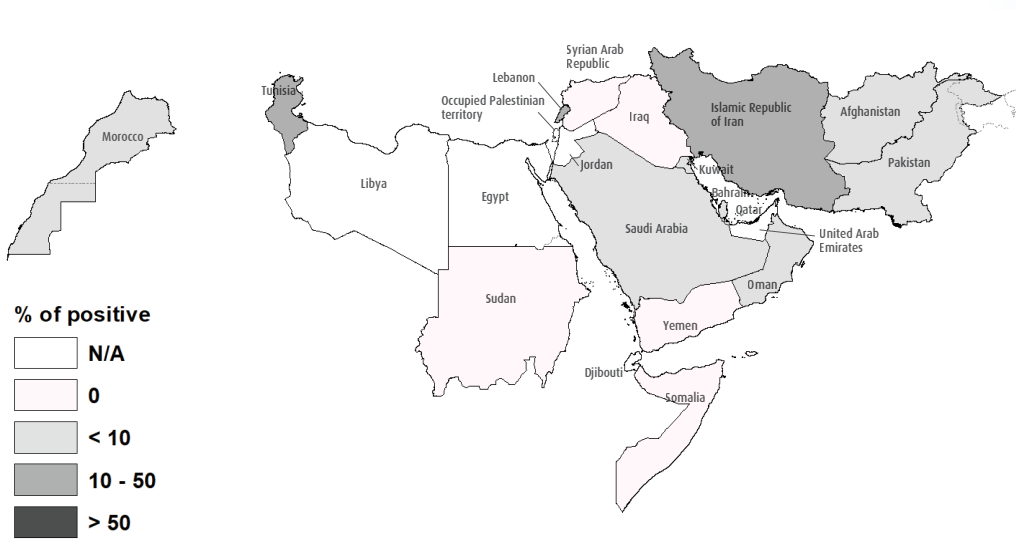 Syrian Arab
Republic
Lebanon
Tunisia
Occupied Palestinian
territory
Islamic Republic
of Iran
Afghanistan
Iraq
Morocco
Jordan
Kuwait
Pakistan
Libya
Egypt
Bahrain
Qatar
Saudi Arabia
United Arab
Emirates
Oman
Sudan
Yemen
Djibouti
Somalia
% of positive
N/A
0
< 10
10 - 50
> 50